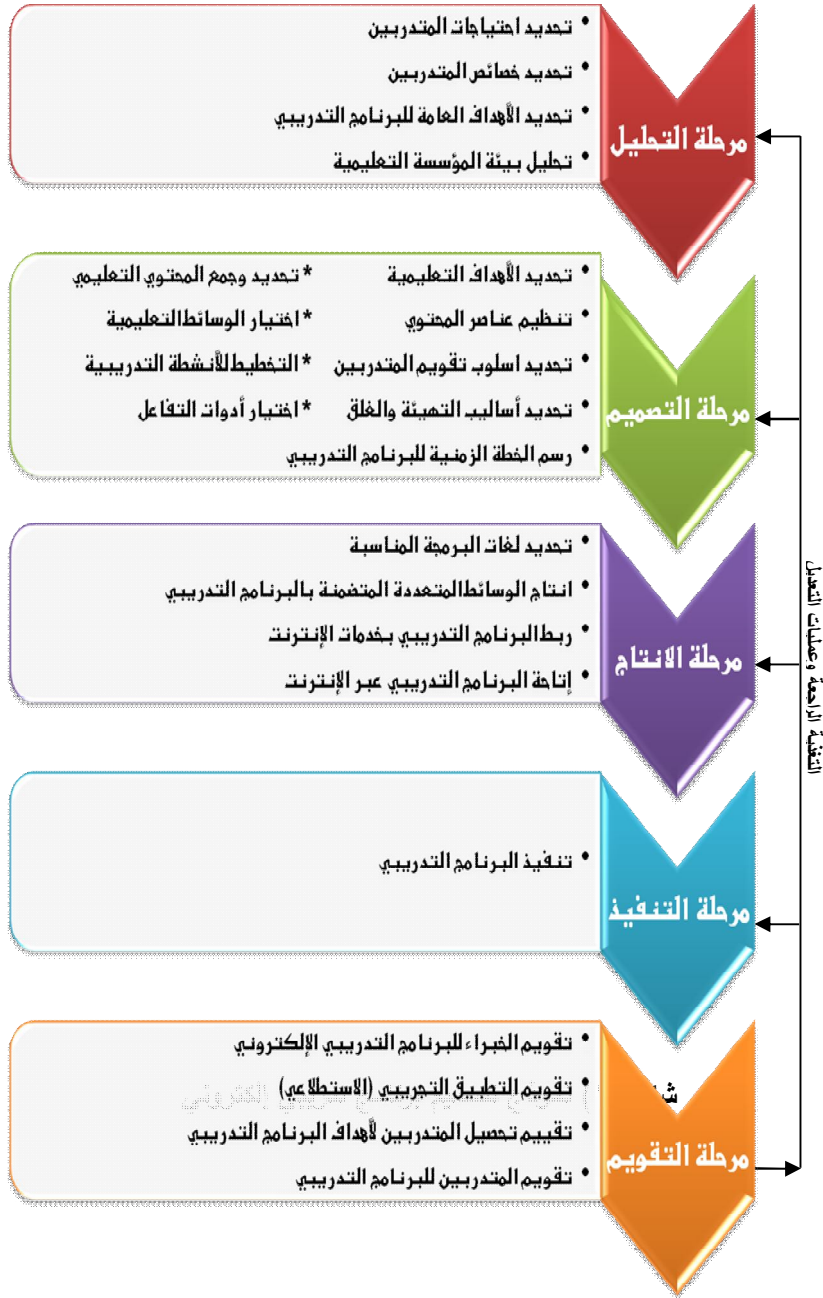 مرحلة التحليل
• تحديد احتياجات المتدربين
• تحديد خصائص المتدربين
• تحديد الأهداف العامة للبرنامج التدريبي
• تحليل بيئة المؤسسة التعليمية
مرحلة التصميم
• تحديد الأهداف التعليمية * تحديد وجمع المحتوي التعليمي
• تنظيم عناصر المحتوي * اختيار الوسائط التعليمية
• تحديد اسلوب تقويم المتدربين * التخطيط للأنشطة التدريبية
• تحديد أساليب التهيئة والغلق * اختيار أدوات التفاعل
• رسم الخطة الزمنية للبرنامج التدريبي
مرحلة الانتاج
• تحديد لغات البرمجة المناسبة
• انتاج الوسائط المتعددة المتضمنة بالبرنامج التدريبي
• ربط البرنامج التدريبي بخدمات الإنترنت
• إتاحة البرنامج التدريبي عبر الإنترنت
مرحلة التنفيذ
• تنفيذ البرنامج التدريبي
مرحلة التقويم
• تقويم الخبراء للبرنامج التدريبي الإلكتروني
• تقويم التطبيق التجريبي (الاستطلاعي)
• تقييم تحصيل المتدربين لأهداف البرنامج التدريبي
• تقويم المتدربين للبرنامج التدريبي
التغذية الراجعة وعمليات التعديل